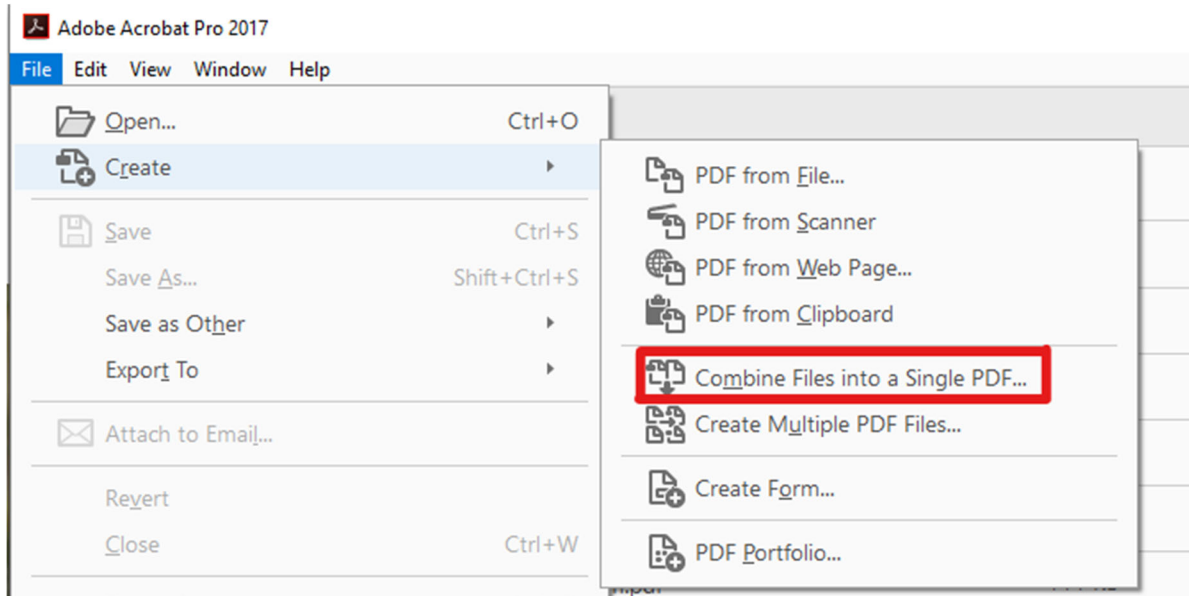 Adobe Acrobat Pro 2017
File Edit View Window Help
Open... Ctrl+O
Create
Save Ctrl+S
Save As... Shift+Ctrl+S
Save as Other
Export To
Attach to Email...
Revert
Close Ctrl+W
PDF from File...
PDF from Scanner
PDF from Web Page...
PDF from Clipboard
Combine Files into a Single PDF...
Create Multiple PDF Files...
Create Form...
PDF Portfolio...